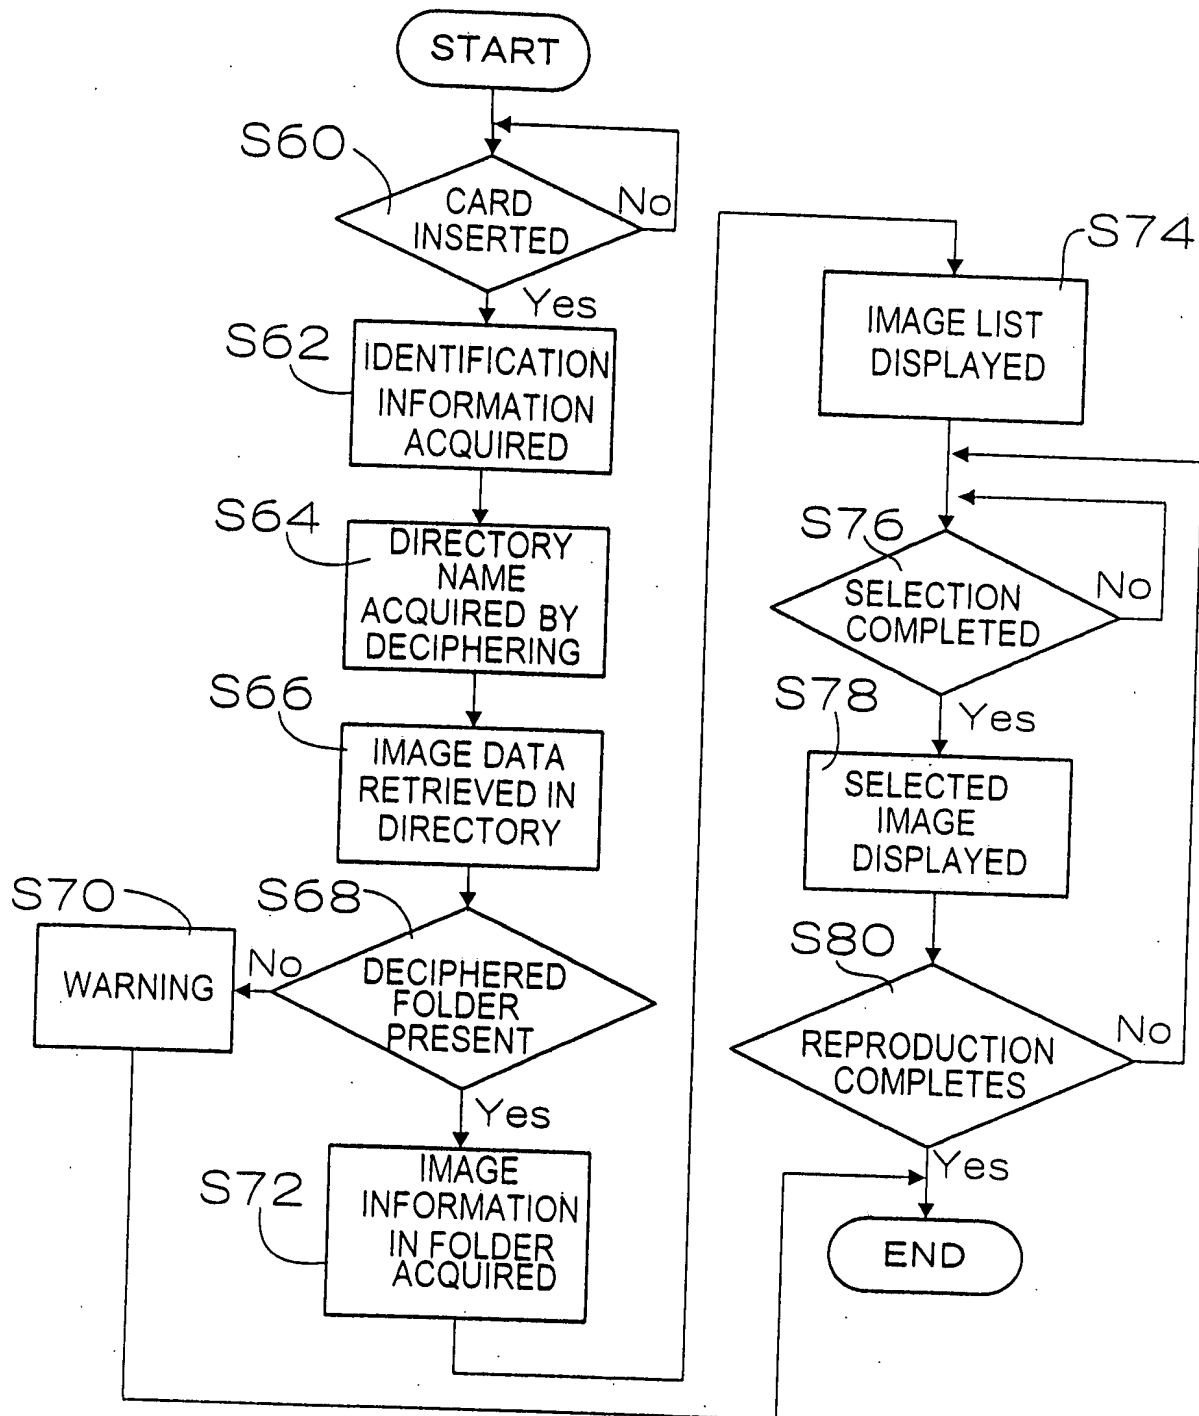 START
S60
CARD
INSERTED
No
Yes
S62
IDENTIFICATION
INFORMATION
ACQUIRED
S64
DIRECTORY
NAME
ACQUIRED BY
DECIPHERING
S66
IMAGE DATA
RETRIEVED IN
DIRECTORY
S68
DECIPHERED
FOLDER
PRESENT
No
S70
WARNING
Yes
S72
IMAGE
INFORMATION
IN FOLDER
ACQUIRED
S74
IMAGE LIST
DISPLAYED
S76
SELECTION
COMPLETED
No
Yes
S78
SELECTED
IMAGE
DISPLAYED
S80
REPRODUCTION
COMPLETES
No
Yes
END